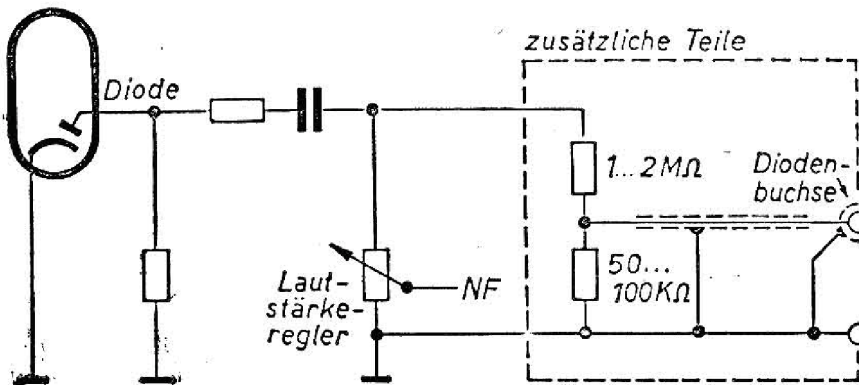 zusätzliche Teile
Diode
1...2MΩ
Dioden-
buchse
Laut-
stärke-
regler
NF
50...
100KΩ